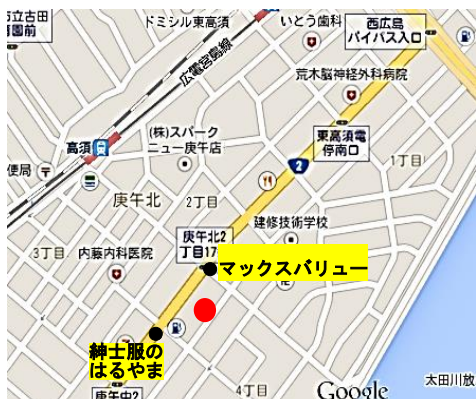 ドミシル東高須
いとう歯科
西広島
バイパス入口
立古田
園前
広電宮島線
荒木脳神経外科病院
(株)スパーク
ニュー庚午店
東高須電
停南口
高須
1丁目
便局
2
庚午北
2丁目
建修技術学校
3丁目
庚午北2
丁目17
内藤内科医院
マックスバリュー
紳士服の
はるやま
4丁目
庚午中2
Google
太田川放